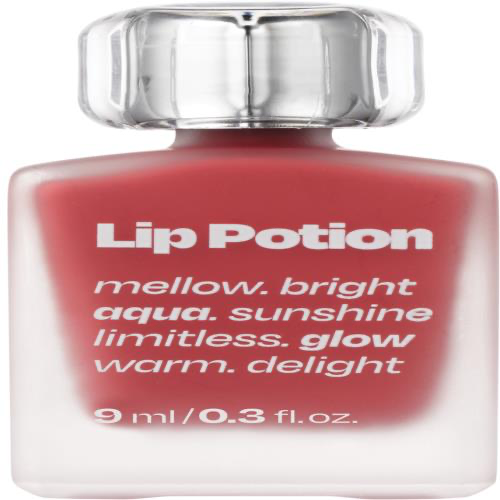 Lip Potion
mellow. bright
aqua. sunshine
limitless. glow
warm. delight
9 ml/0.3 fl.oz.